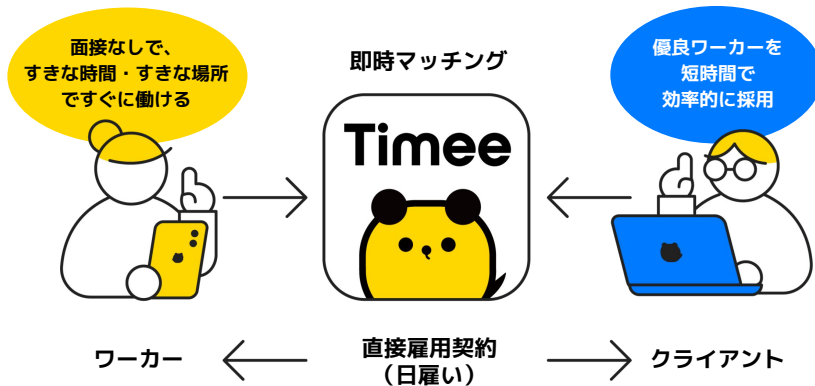 面接なしで、
すきな時間・すきな場所
ですぐに働ける
即時マッチング
優良ワーカーを
短時間で
効率的に採用
Timee
ワーカー
直接雇用契約
（日雇い）
クライアント